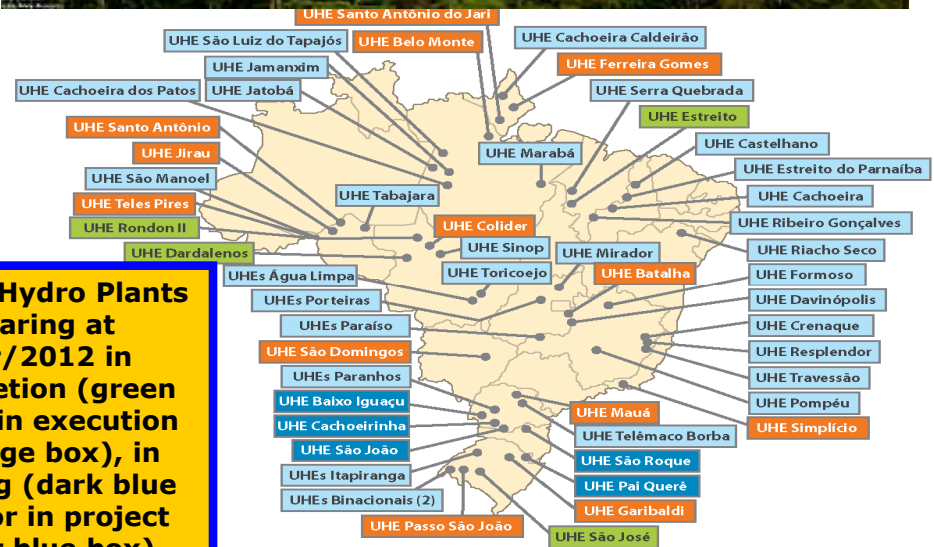 UHE Santo Antônio do Jari
UHE São Luiz do Tapajós
UHE Belo Monte
UHE Cachoeira Caldeirão
UHE Jamanxim
UHE Ferreira Gomes
UHE Cachoeira dos Patos
UHE Jatobá
UHE Serra Quebrada
UHE Estreito
UHE Santo Antônio
UHE Castelhano
UHE Jirau
UHE Marabá
UHE Estreito do Parnaíba
UHE São Manoel
UHE Tabajara
UHE Cachoeira
UHE Teles Pires
UHE Rondon II
UHE Colider
UHE Ribeiro Gonçalves
UHE Dardalenos
UHE Sinop
UHE Mirador
UHE Riacho Seco
UHEs Água Limpa
UHE Toricoejo
UHE Batalha
UHE Formoso
UHEs Porteiras
UHE Davinópolis
UHEs Paraíso
UHE Crenaque
UHE São Domingos
UHE Resplendor
UHEs Paranhos
UHE Travessão
UHE Baixo Iguaçu
UHE Pompéu
UHE Cachoeirinha
UHE Mauá
UHE Simplício
UHE São João
UHE Telêmaco Borba
UHEs Itapiranga
UHE São Roque
UHEs Binacionais (2)
UHE Pai Querê
UHE Garibaldi
UHE Passo São João
UHE São José
Hydro Plants
aring at
/2012 in
etion (green
in execution
ge box), in
g (dark blue
or in project
blue box)